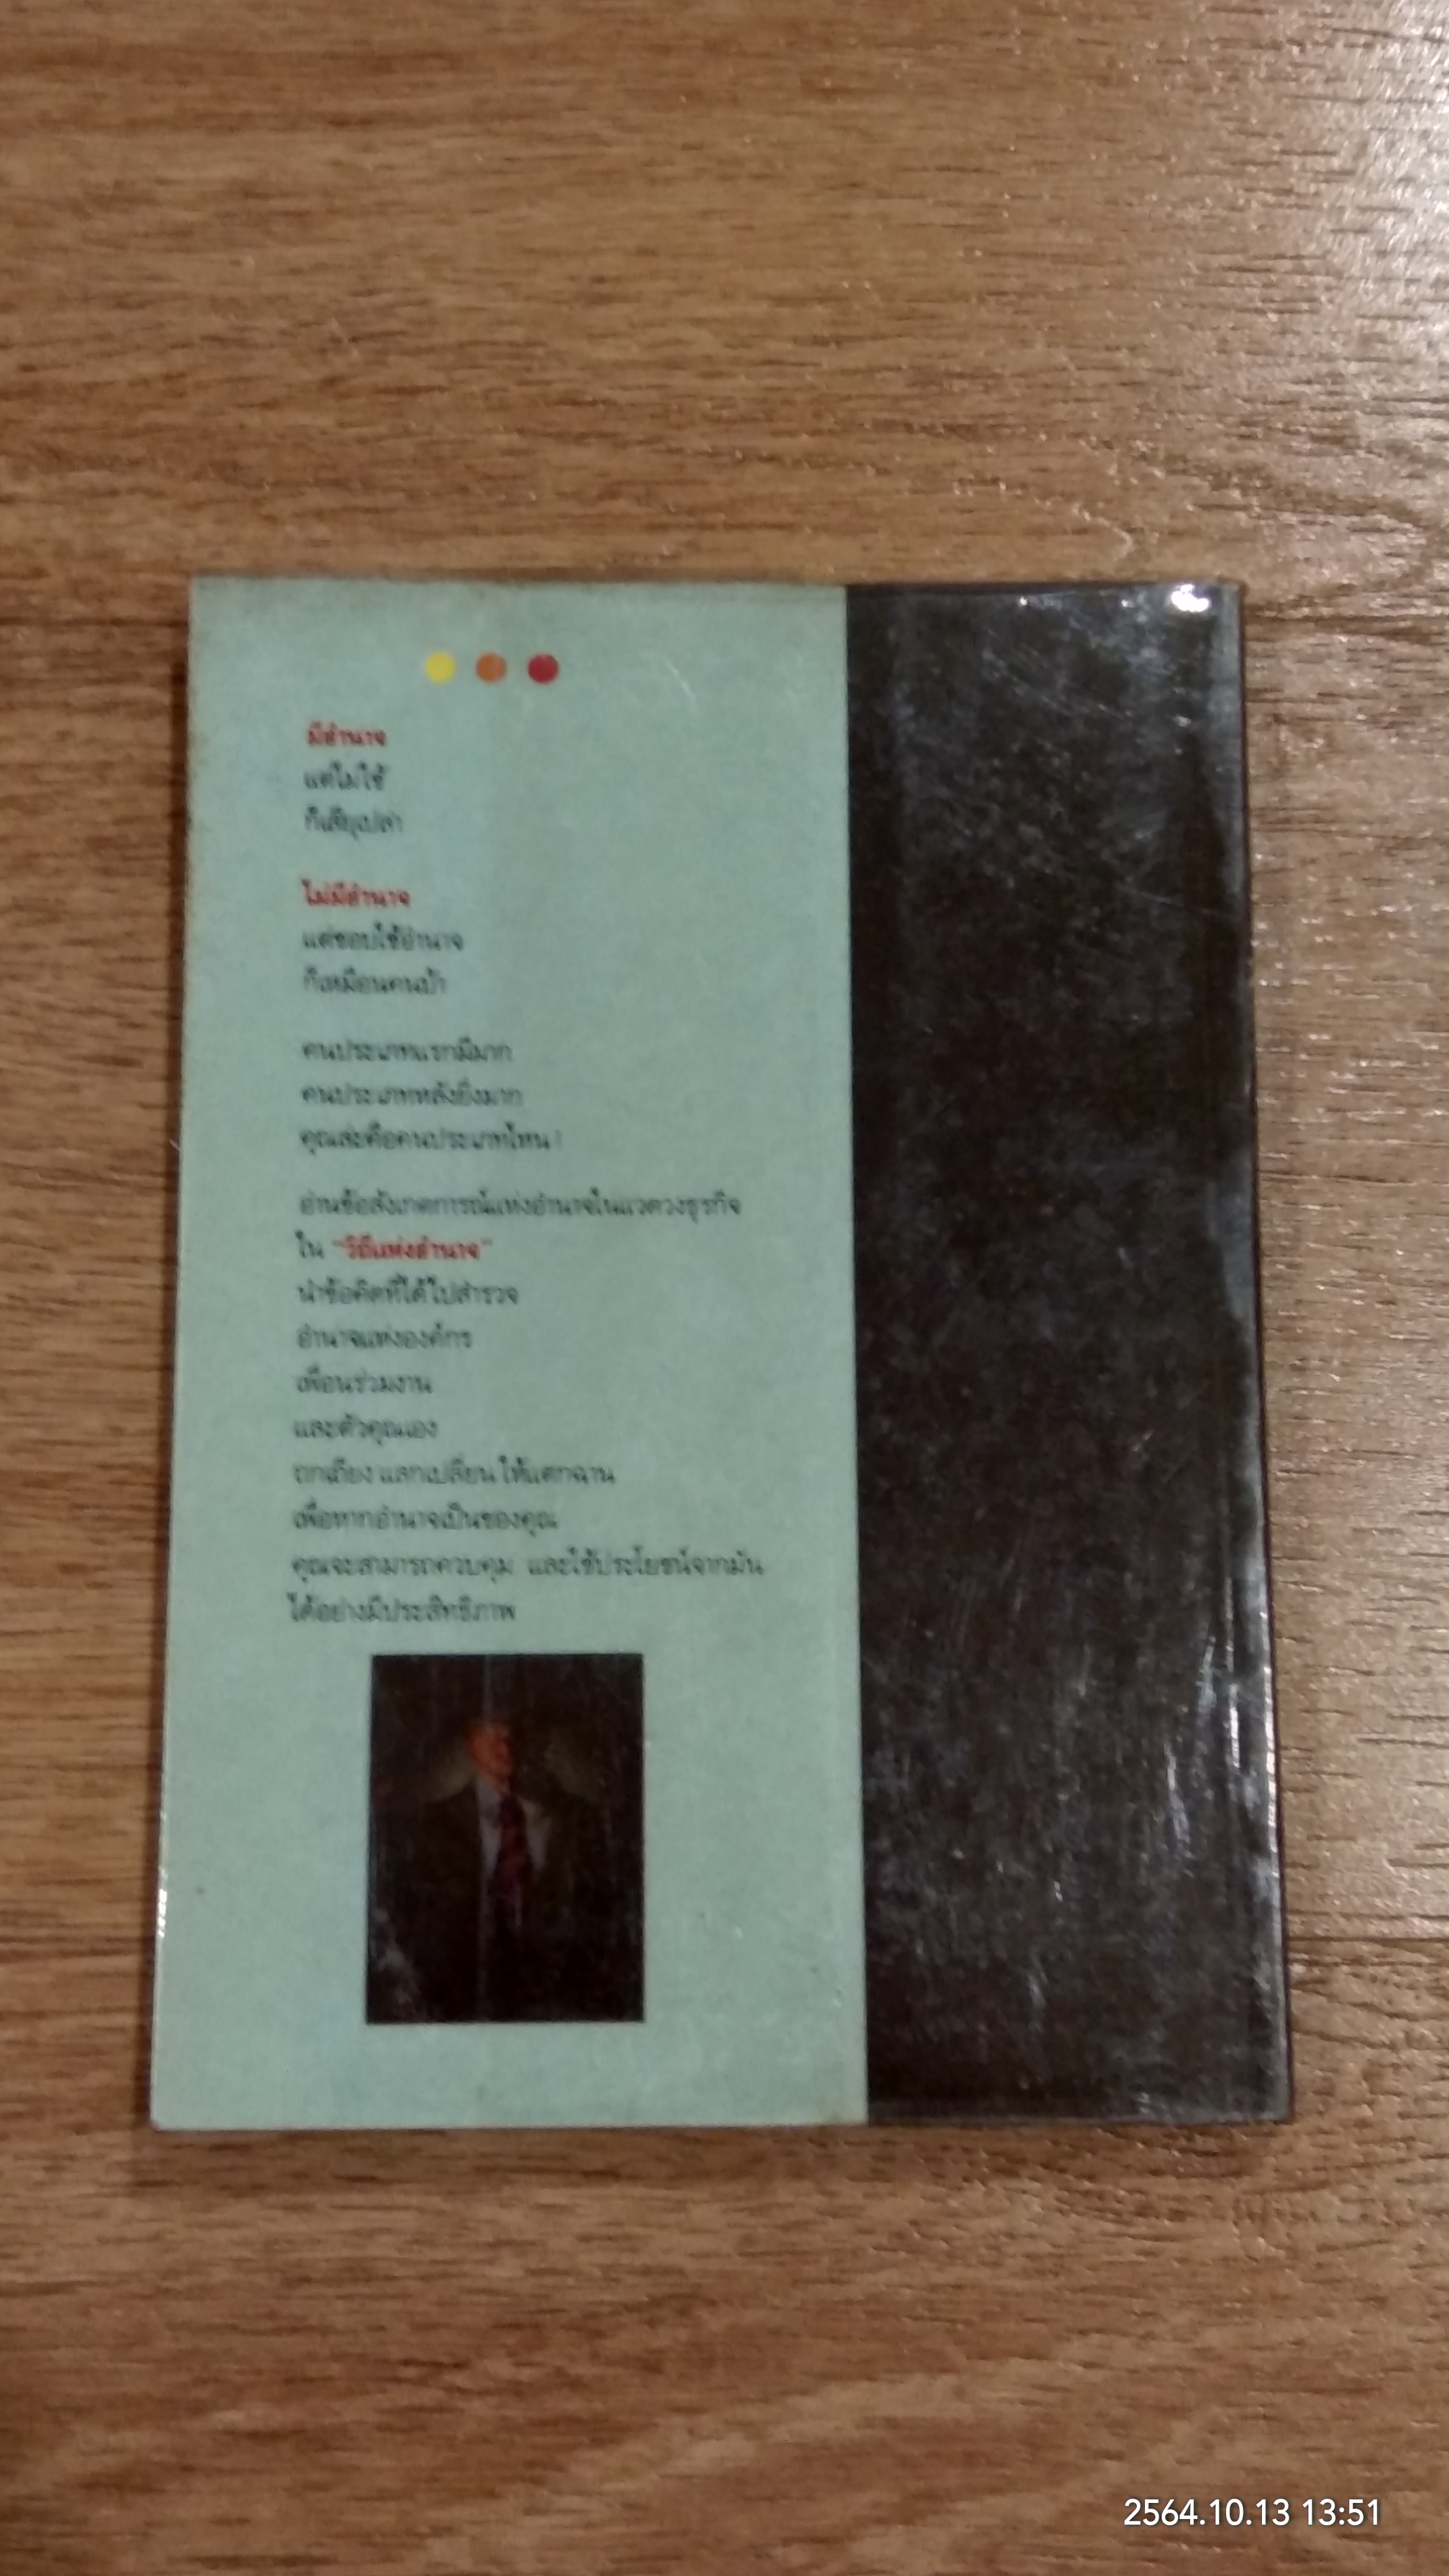 มีอำนาจ
แต่ไม่ใช้
ก็เสียเปล่า
ไม่มีอำนาจ
แต่ชอบใช้อำนาจ
ก็เหมือนคนบ้า
คนประเภทแรกมีมาก
คนประเภทหลังยิ่งมาก
คุณล่ะคือคนประเภทไหน !
อ่านข้อสังเกตการณ์แห่งอำนาจในแวดวงธุรกิจ
ใน "วิถีแห่งอำนาจ"
นำข้อคิดที่ได้ไปสำรวจ
อำนาจแห่งองค์กร
เพื่อนร่วมงาน
และตัวคุณเอง
ถกเถียง แลกเปลี่ยน ให้แตกฉาน
เพื่อหากอำนาจเป็นของคุณ
คุณจะสามารถควบคุม และใช้ประโยชน์จากมัน
ได้อย่างมีประสิทธิภาพ
2564.10.13 13:51